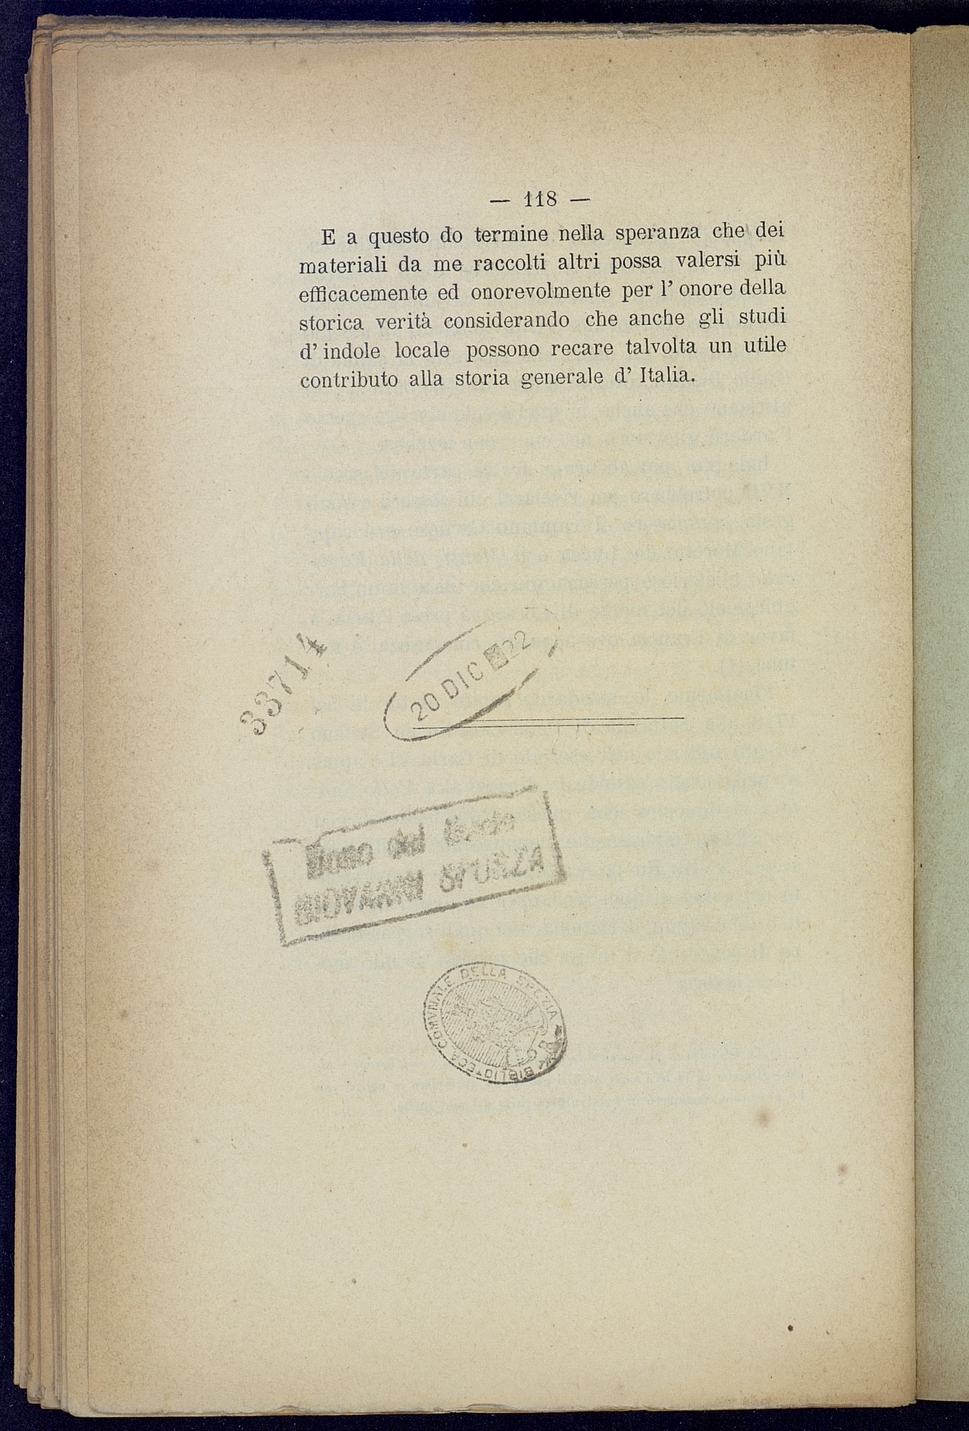 — 118 —
E a questo do termine nella speranza che dei
materiali da me raccolti altri possa valersi più
efficacemente ed onorevolmente per l' onore della
storica verità considerando che anche gli studi
d' indole locale possono recare talvolta un utile
contributo alla storia generale d' Italia.
33714
20 DIC 22
Dono del
GIOVANNI SFORZA
BIBLIOTECA COMVNALE DELLA SPEZIA